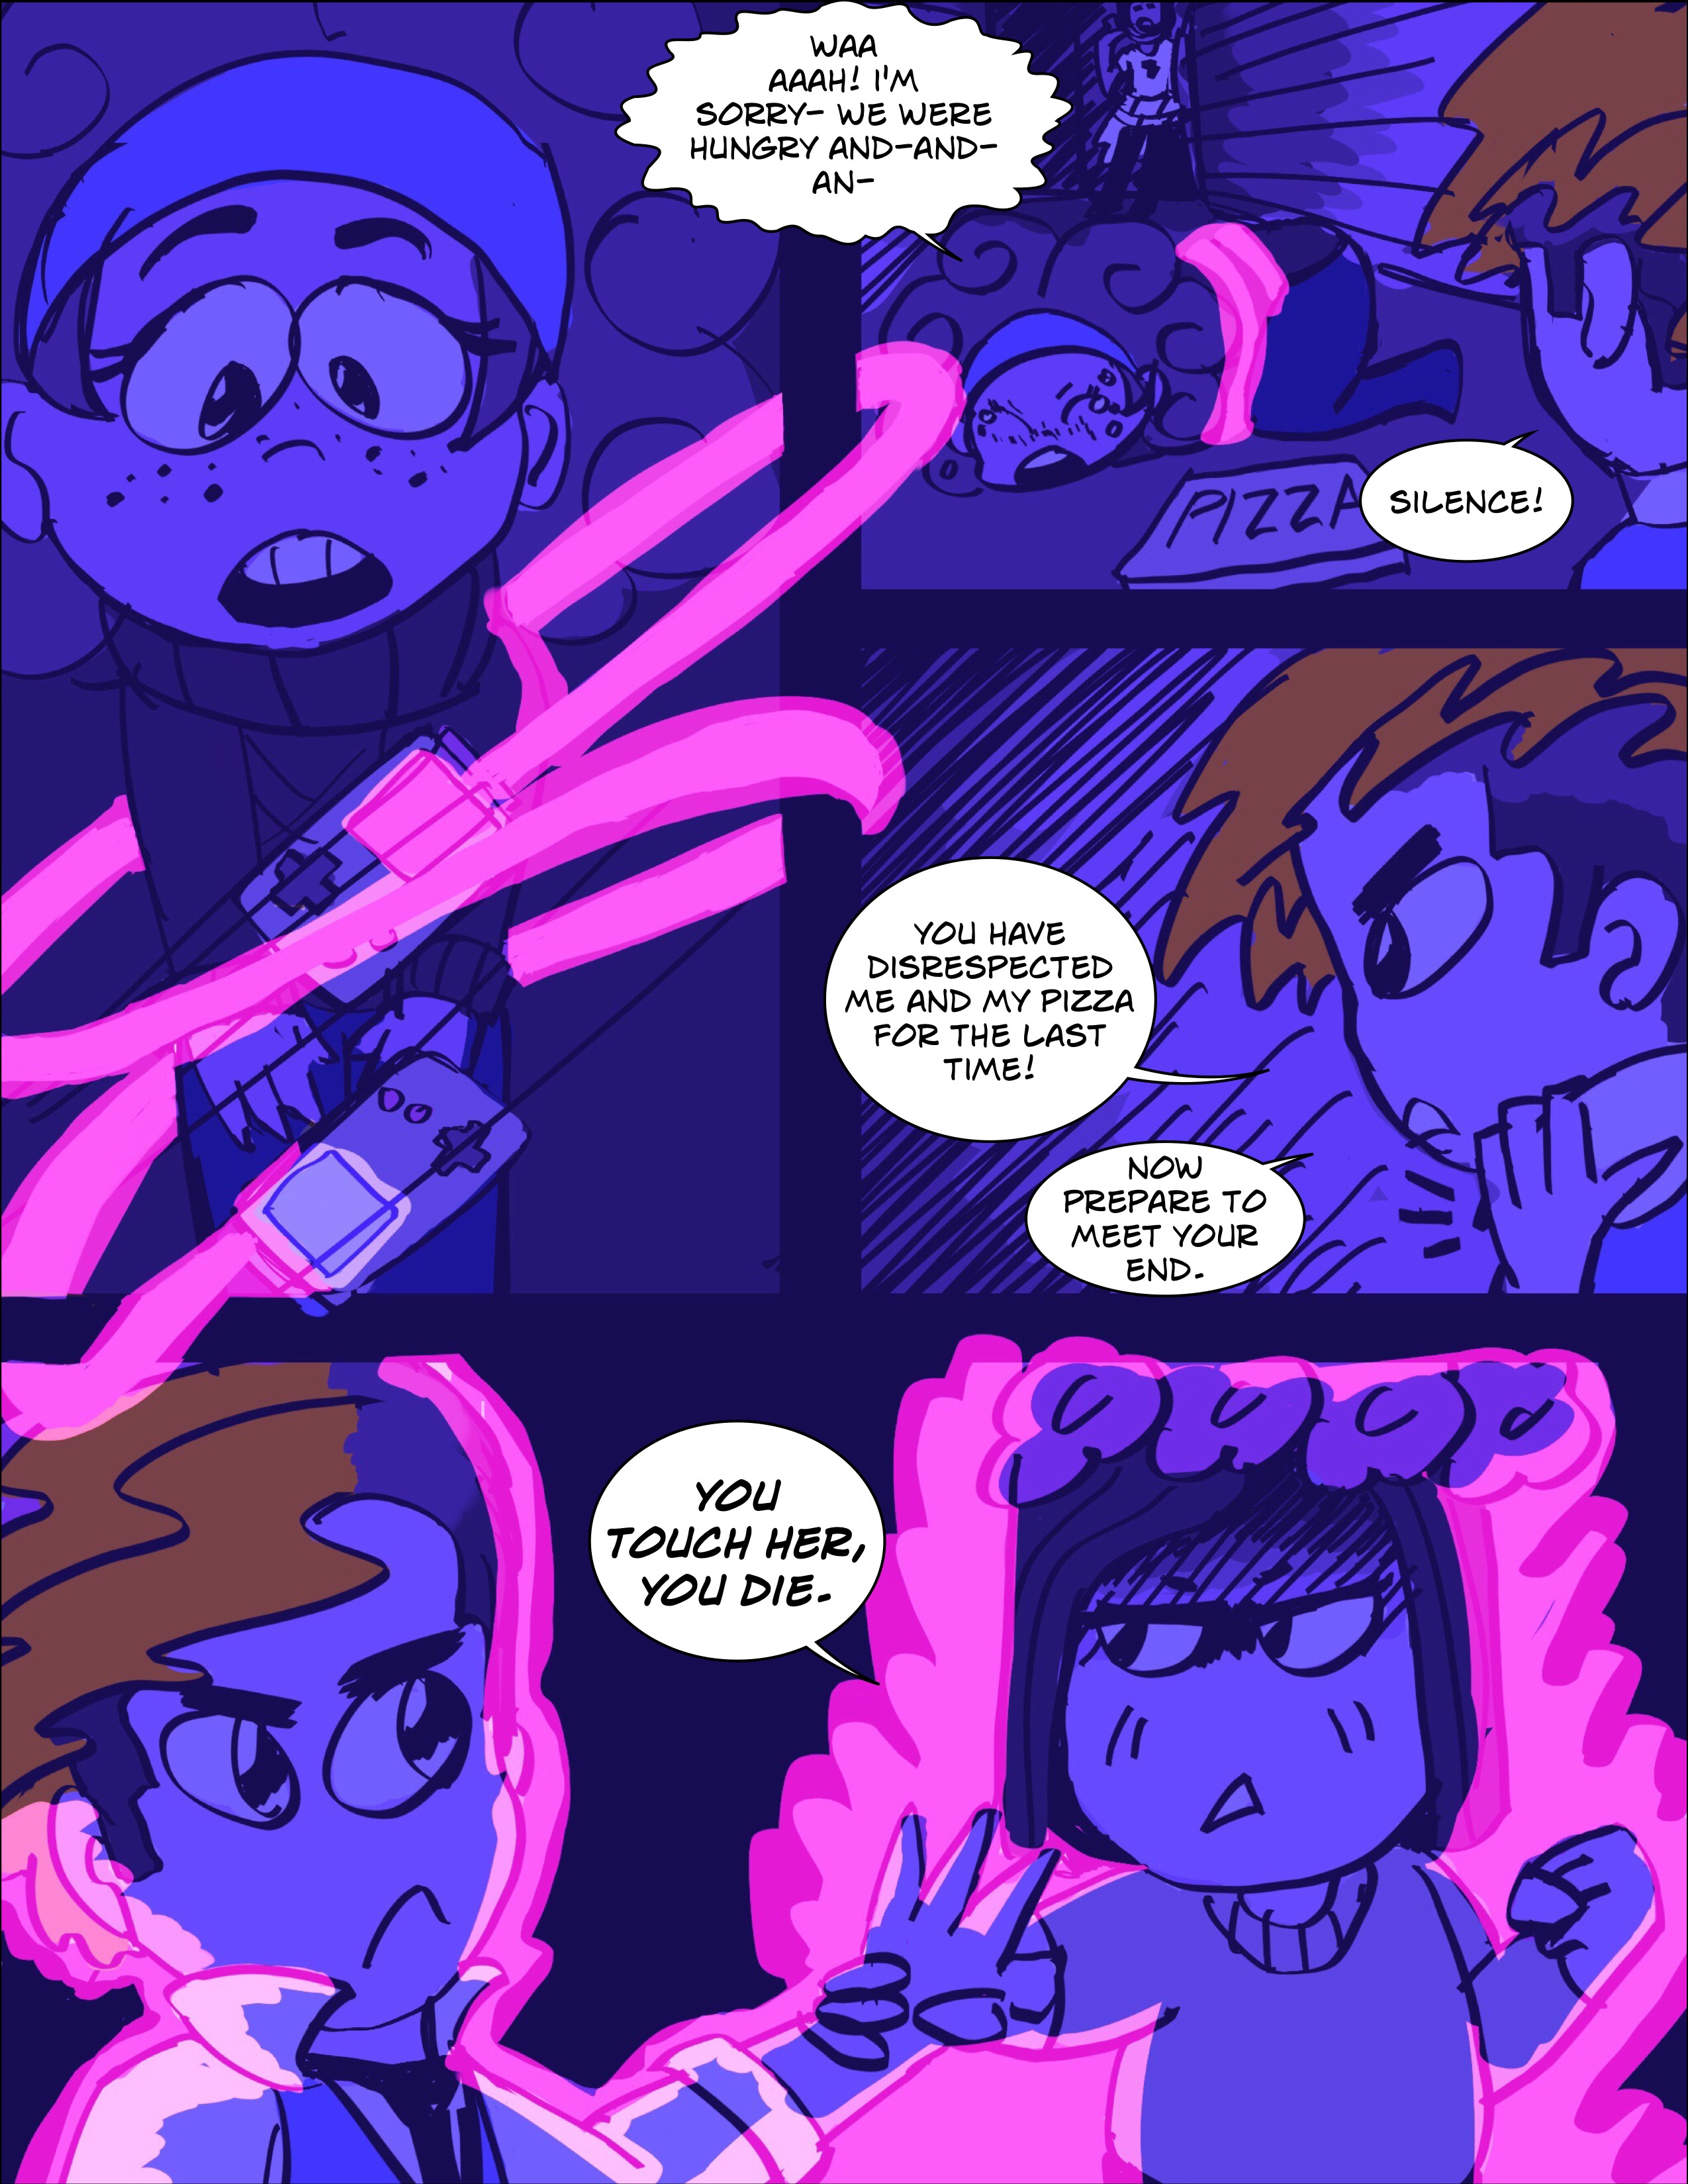 WAA
AAAH! I'M
SORRY- WE WERE
HUNGRY AND-AND-
AN-
PIZZA
SILENCE!
YOU HAVE
DISRESPECTED
ME AND MY PIZZA
FOR THE LAST
TIME!
NOW
PREPARE TO
MEET YOUR
END.
YOU
TOUCH HER,
YOU DIE.